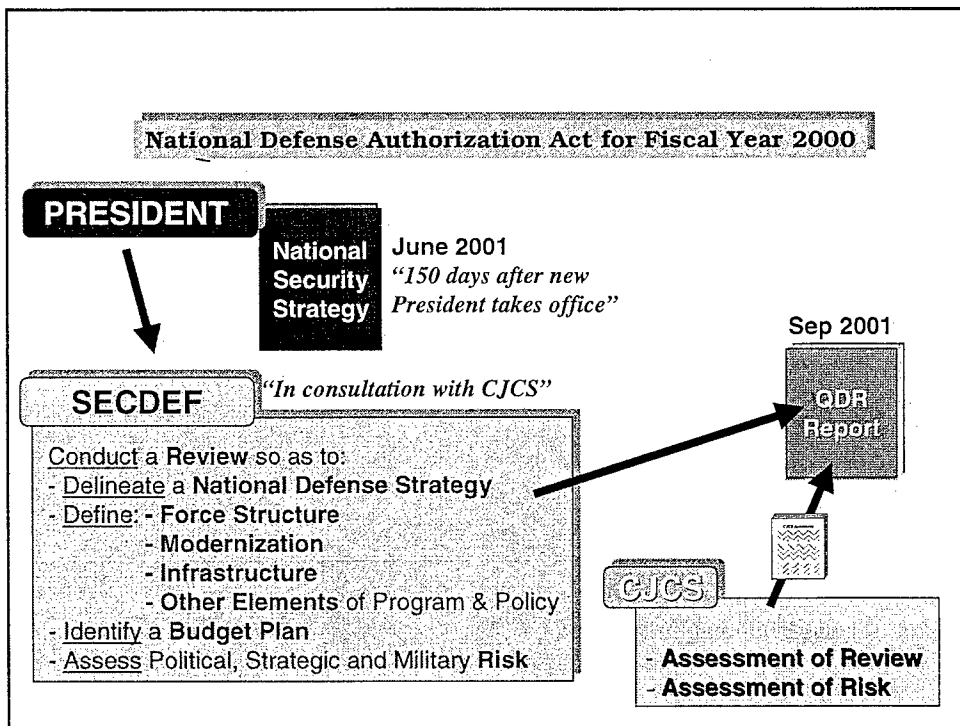 National Defense Authorization Act for Fiscal Year 2000
PRESIDENT
National
Security
Strategy
June 2001
“150 days after new
President takes office”
SECDEF
“In consultation with CJCS”
Conduct a Review so as to:
- Delineate a National Defense Strategy
- Define: - Force Structure
- Modernization
- Infrastructure
- Other Elements of Program & Policy
- Identify a Budget Plan
- Assess Political, Strategic and Military Risk
Sep 2001
QDR
Report
CJCS
- Assessment of Review
- Assessment of Risk